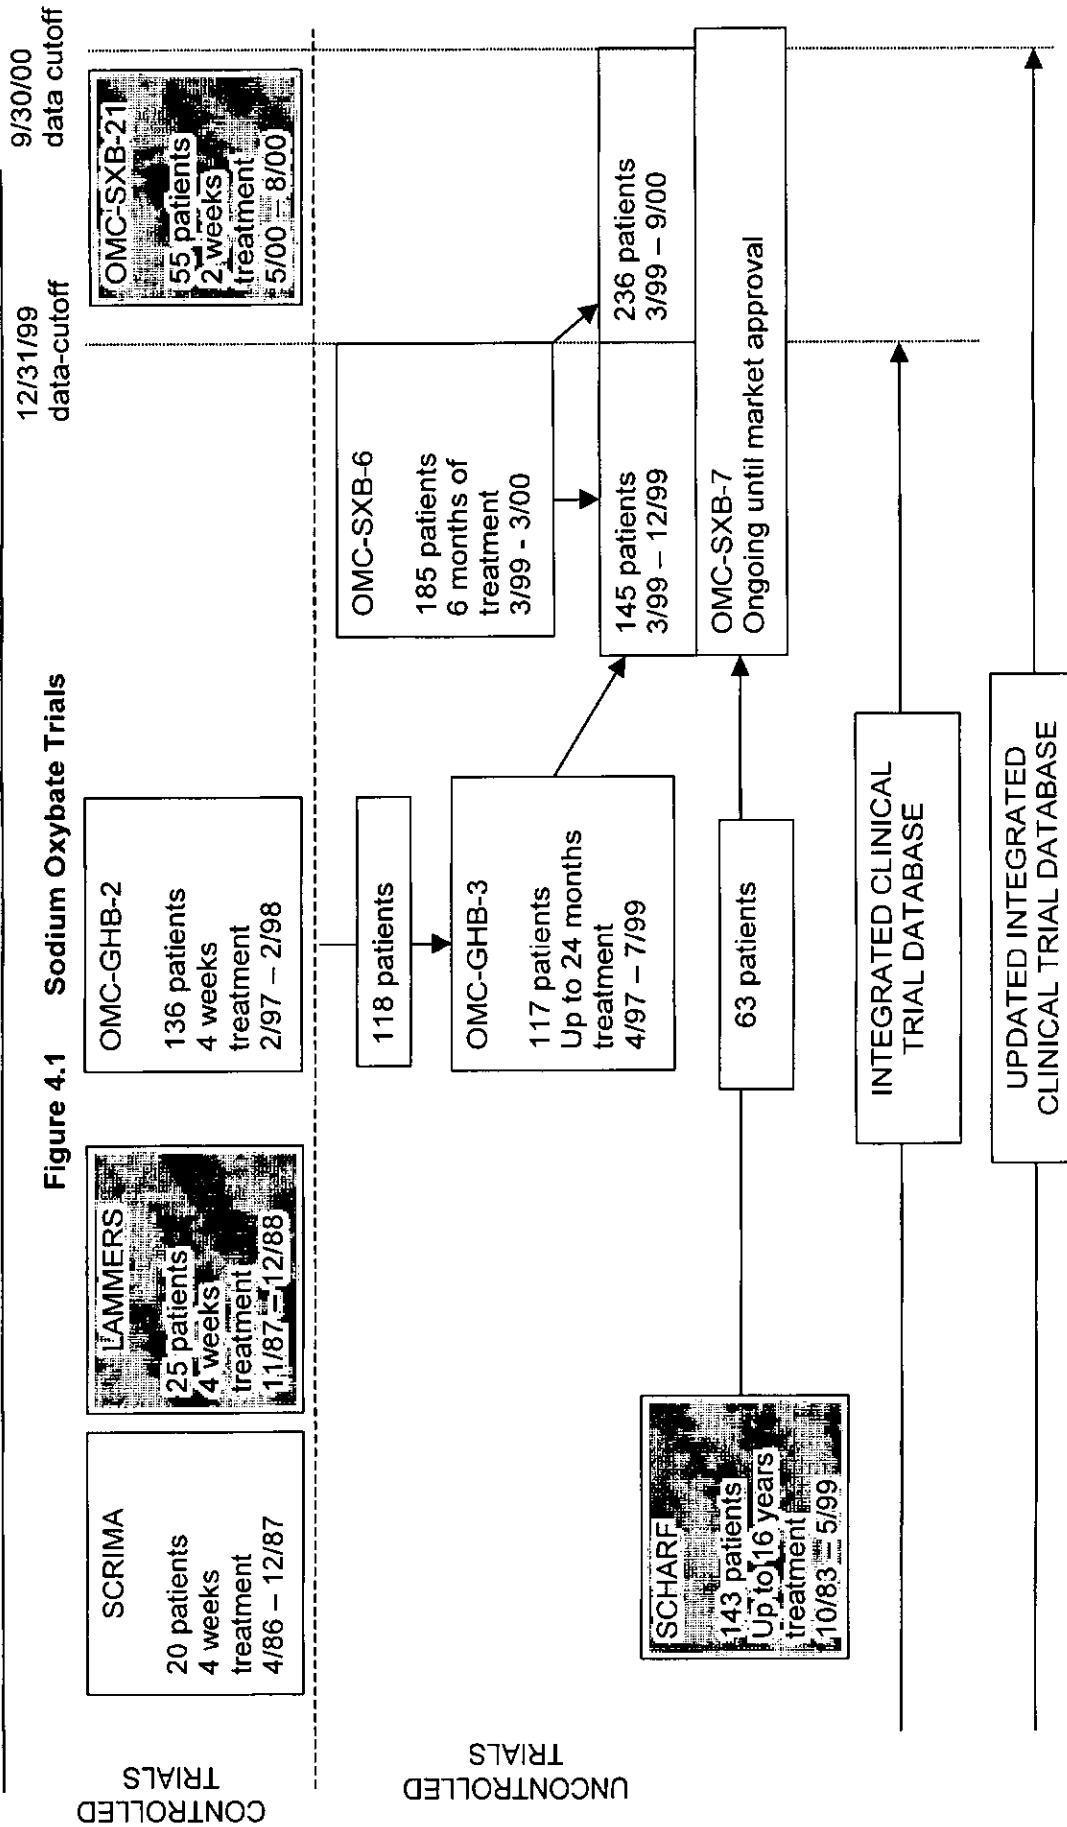 Figure 4.1 Sodium Oxybate Trials
12/31/99
data-cutoff
9/30/00
data cutoff
CONTROLLED
TRIALS
SCRIMA
20 patients
4 weeks
treatment
4/86 – 12/87
LAMMERS
25 patients
4 weeks
treatment
11/87 – 12/88
OMC-GHB-2
136 patients
4 weeks
treatment
2/97 – 2/98
OMC-SXB-21
55 patients
2 weeks
treatment
5/00 – 8/00
UNCONTROLLED
TRIALS
118 patients
OMC-GHB-3
117 patients
Up to 24 months
treatment
4/97 – 7/99
OMC-SXB-6
185 patients
6 months of
treatment
3/99 - 3/00
145 patients
3/99 – 12/99
236 patients
3/99 – 9/00
OMC-SXB-7
Ongoing until market approval
SCHARF
143 patients
Up to 16 years
treatment
10/83 – 5/99
63 patients
INTEGRATED CLINICAL
TRIAL DATABASE
UPDATED INTEGRATED
CLINICAL TRIAL DATABASE